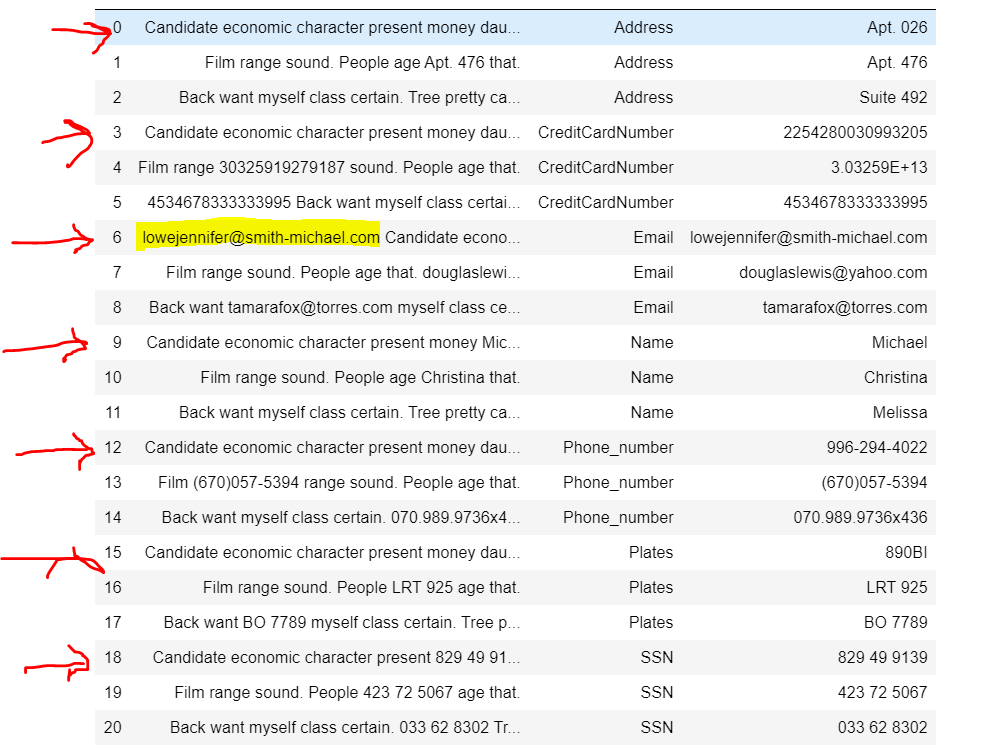 0 Candidate economic character present money dau... Address Apt. 026
1 Film range sound. People age Apt. 476 that. Address Apt. 476
2 Back want myself class certain. Tree pretty ca... Address Suite 492
3 Candidate economic character present money dau... CreditCardNumber 2254280030993205
4 Film range 30325919279187 sound. People age that. CreditCardNumber 3.03259E+13
5 4534678333333995 Back want myself class certai... CreditCardNumber 4534678333333995
6 lowejennifer@smith-michael.com Candidate econo... Email lowejennifer@smith-michael.com
7 Film range sound. People age that. douglaslewi... Email douglaslewis@yahoo.com
8 Back want tamarafox@torres.com myself class ce... Email tamarafox@torres.com
9 Candidate economic character present money Mic... Name Michael
10 Film range sound. People age Christina that. Name Christina
11 Back want myself class certain. Tree pretty ca... Name Melissa
12 Candidate economic character present money dau... Phone_number 996-294-4022
13 Film (670)057-5394 range sound. People age that. Phone_number (670)057-5394
14 Back want myself class certain. 070.989.9736x4... Phone_number 070.989.9736x436
15 Candidate economic character present money dau... Plates 890BI
16 Film range sound. People LRT 925 age that. Plates LRT 925
17 Back want BO 7789 myself class certain. Tree p... Plates BO 7789
18 Candidate economic character present 829 49 91... SSN 829 49 9139
19 Film range sound. People 423 72 5067 age that. SSN 423 72 5067
20 Back want myself class certain. 033 62 8302 Tr... SSN 033 62 8302